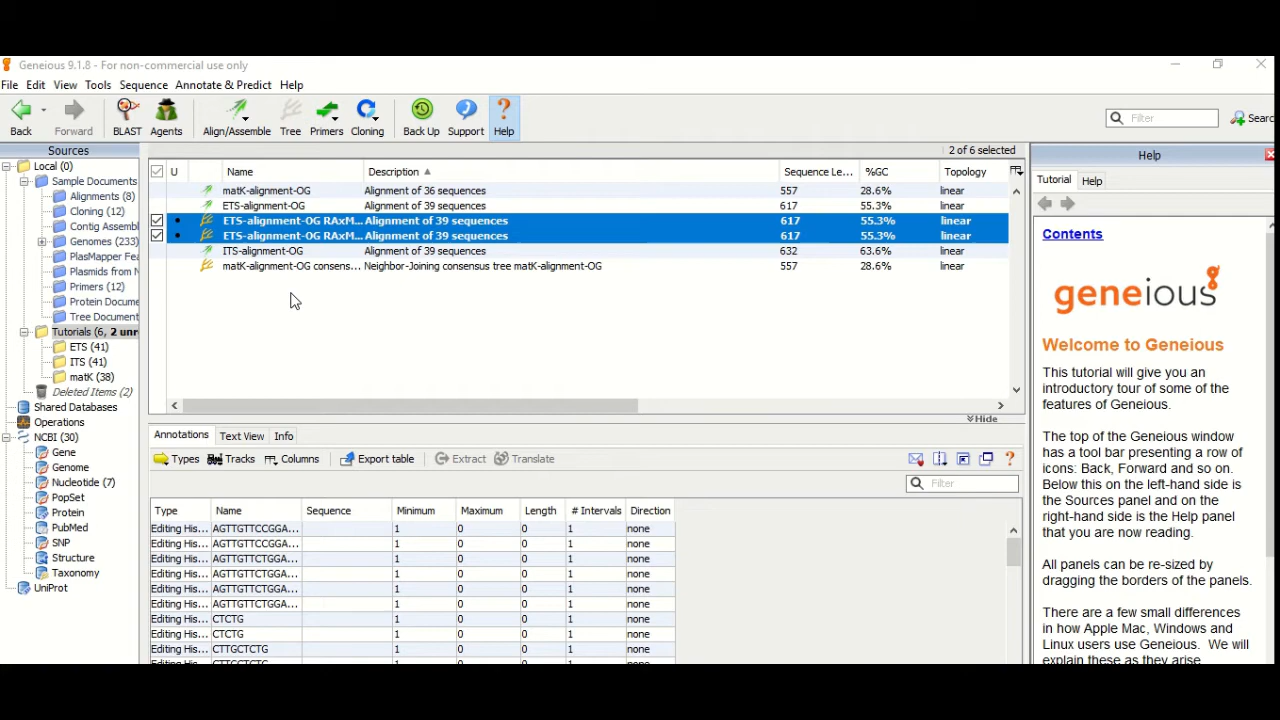 Geneious 9.1.8 - For non-commercial use only
File Edit View Tools Sequence Annotate & Predict Help
Back Forward BLAST Agents Align/Assemble Tree Primers Cloning Back Up Support Help Filter Searc
Sources
Local (0)
Sample Documents
Alignments (8)
Cloning (12)
Contig Assembl
Genomes (233)
PlasMapper Fea
Plasmids from N
Primers (12)
Protein Docume
Tree Document
Tutorials (6, 2 unr
ETS (41)
ITS (41)
matK (38)
Deleted Items (2)
Shared Databases
Operations
NCBI (30)
Gene
Genome
Nucleotide (7)
PopSet
Protein
PubMed
SNP
Structure
Taxonomy
UniProt
2 of 6 selected
U Name Description Sequence Le... %GC Topology
matK-alignment-OG Alignment of 36 sequences 557 28.6% linear
ETS-alignment-OG Alignment of 39 sequences 617 55.3% linear
ETS-alignment-OG RAxM... Alignment of 39 sequences 617 55.3% linear
ETS-alignment-OG RAxM... Alignment of 39 sequences 617 55.3% linear
ITS-alignment-OG Alignment of 39 sequences 632 63.6% linear
matK-alignment-OG consens... Neighbor-Joining consensus tree matK-alignment-OG 557 28.6% linear
Hide
Annotations Text View Info
Types Tracks Columns Export table Extract Translate
Filter
Type Name Sequence Minimum Maximum Length # Intervals Direction
Editing His... AGTTGTTCCGGA... 1 0 0 1 none
Editing His... AGTTGTTCCGGA... 1 0 0 1 none
Editing His... AGTTGTTCTGGA... 1 0 0 1 none
Editing His... AGTTGTTCTGGA... 1 0 0 1 none
Editing His... AGTTGTTCTGGA... 1 0 0 1 none
Editing His... AGTTGTTCTGGA... 1 0 0 1 none
Editing His... CTCTG 1 0 0 1 none
Editing His... CTCTG 1 0 0 1 none
Editing His... CTTGCTCTG 1 0 0 1 none
Help
Tutorial Help
Contents
geneious
Welcome to Geneious
This tutorial will give you an
introductory tour of some of the
features of Geneious.
The top of the Geneious window
has a tool bar presenting a row of
icons: Back, Forward and so on.
Below this on the left-hand side is
the Sources panel and on the
right-hand side is the Help panel
that you are now reading.
All panels can be re-sized by
dragging the borders of the panels.
There are a few small differences
in how Apple Mac, Windows and
Linux users use Geneious. We will
explain these as they arise